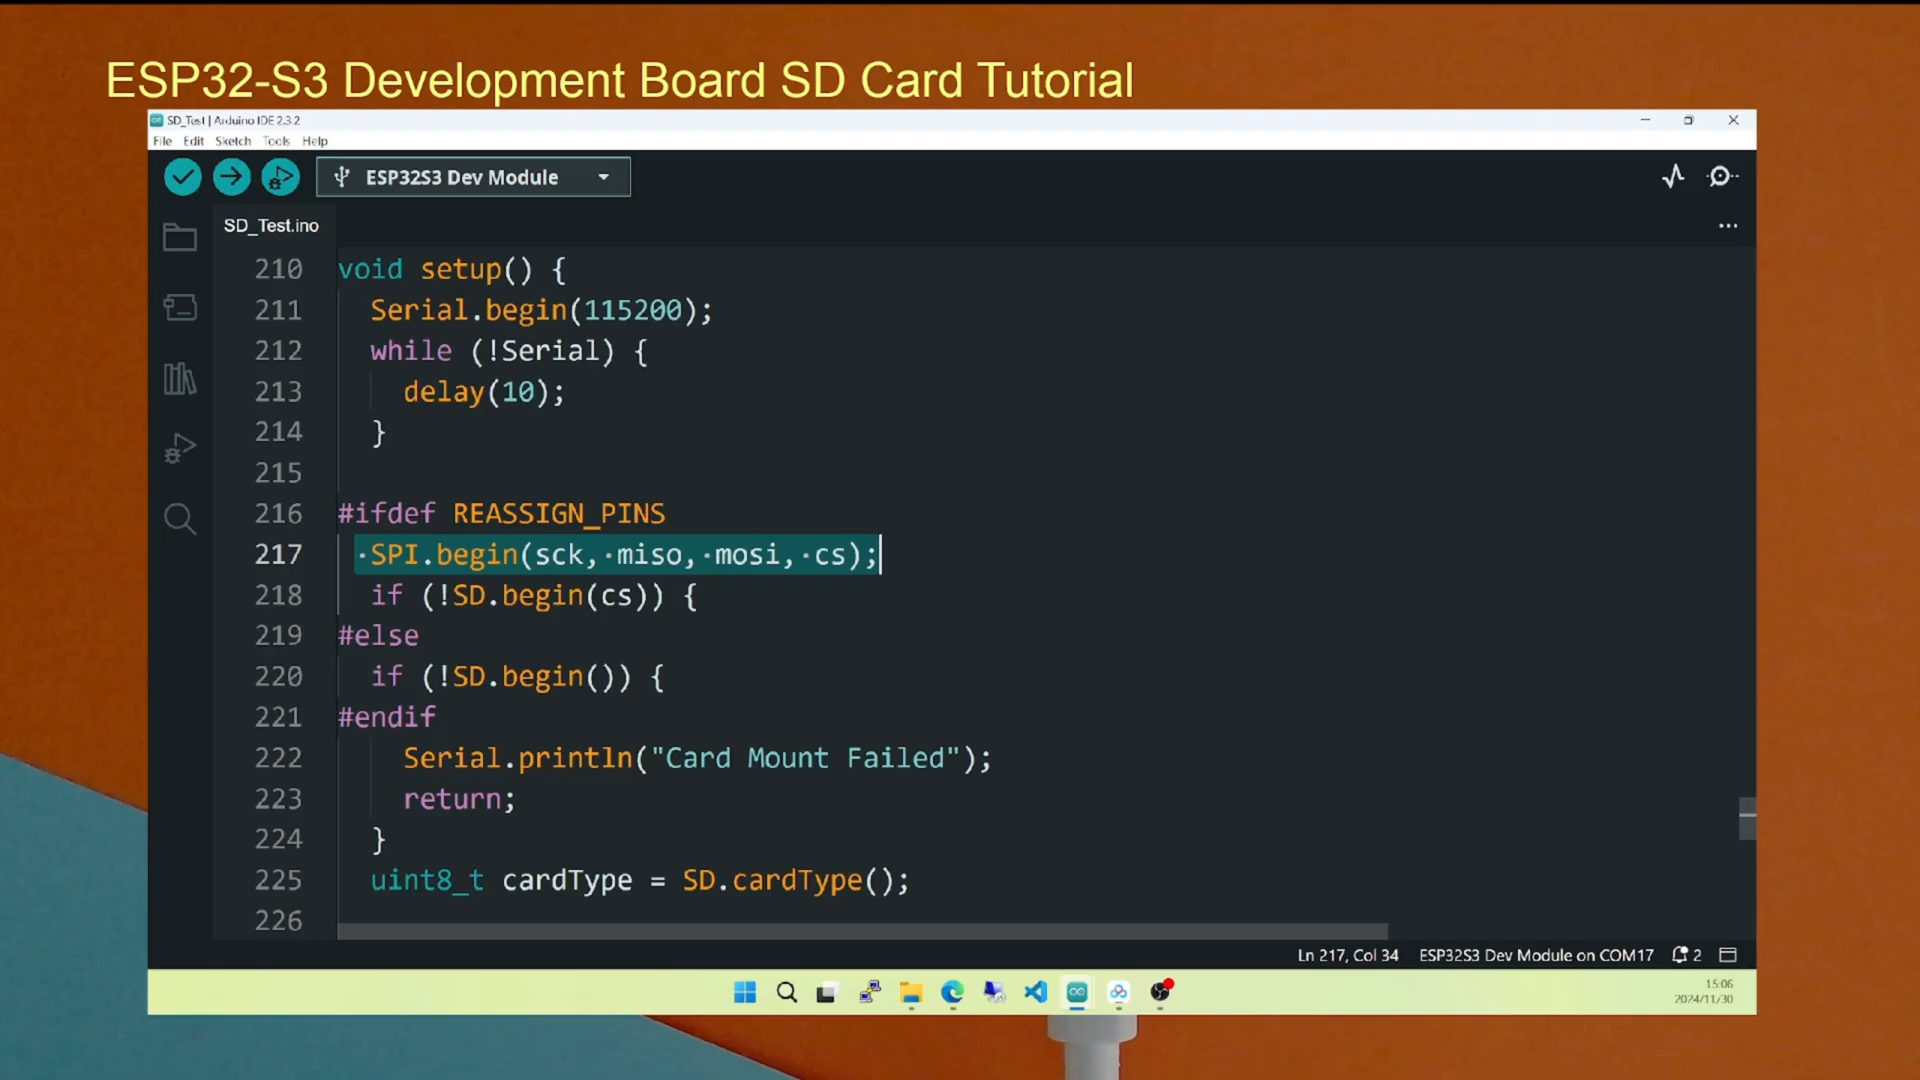 ESP32-S3 Development Board SD Card Tutorial
SD_Test | Arduino IDE 2.3.2
File Edit Sketch Tools Help
ESP32S3 Dev Module
SD_Test.ino
210 void setup() {
211 Serial.begin(115200);
212 while (!Serial) {
213 delay(10);
214 }
215
216 #ifdef REASSIGN_PINS
217 ·SPI.begin(sck,·miso,·mosi,·cs);
218 if (!SD.begin(cs)) {
219 #else
220 if (!SD.begin()) {
221 #endif
222 Serial.println("Card Mount Failed");
223 return;
224 }
225 uint8_t cardType = SD.cardType();
226
Ln 217, Col 34 ESP32S3 Dev Module on COM17 2
15:06
2024/11/30